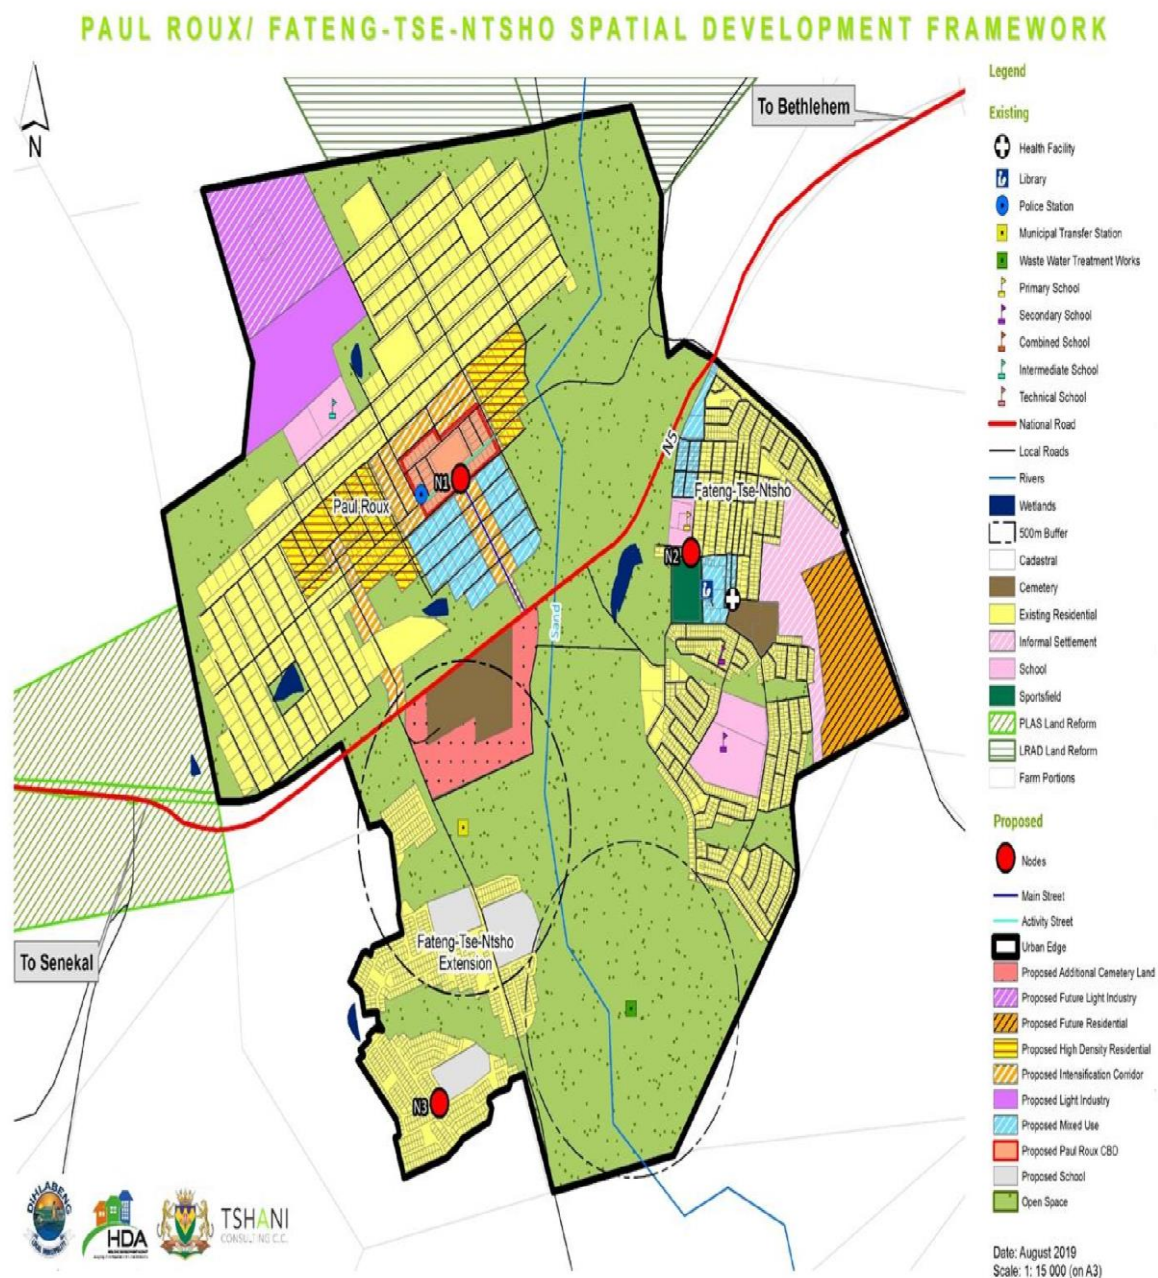 PAUL ROUX/ FATENG-TSE-NTSHO SPATIAL DEVELOPMENT FRAMEWORK
N
To Bethlehem
N5
N1
Paul Roux
Fateng-Tse-Ntsho
N2
Sand
To Senekal
Fateng-Tse-Ntsho
Extension
N3
Legend
Existing
Health Facility
Library
Police Station
Municipal Transfer Station
Waste Water Treatment Works
Primary School
Secondary School
Combined School
Intermediate School
Technical School
National Road
Local Roads
Rivers
Wetlands
500m Buffer
Cadastral
Cemetery
Existing Residential
Informal Settlement
School
Sportsfield
PLAS Land Reform
LRAD Land Reform
Farm Portions
Proposed
Nodes
Main Street
Activity Street
Urban Edge
Proposed Additional Cemetery Land
Proposed Future Light Industry
Proposed Future Residential
Proposed High Density Residential
Proposed Intensification Corridor
Proposed Light Industry
Proposed Mixed Use
Proposed Paul Roux CBD
Proposed School
Open Space
Date: August 2019
Scale: 1: 15 000 (on A3)
DIHLABENG
HDA
TSHANI
CONSULTING C.C.